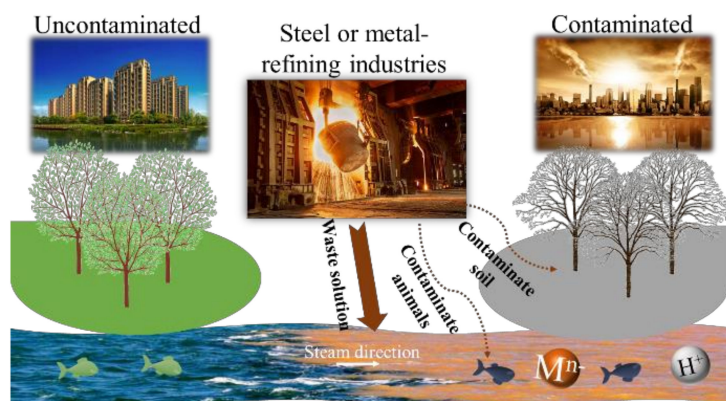 Uncontaminated
Steel or metal-
refining industries
Contaminated
Waste solution
Contaminate
animals
Contaminate
soil
Steam direction
Mn-
H+